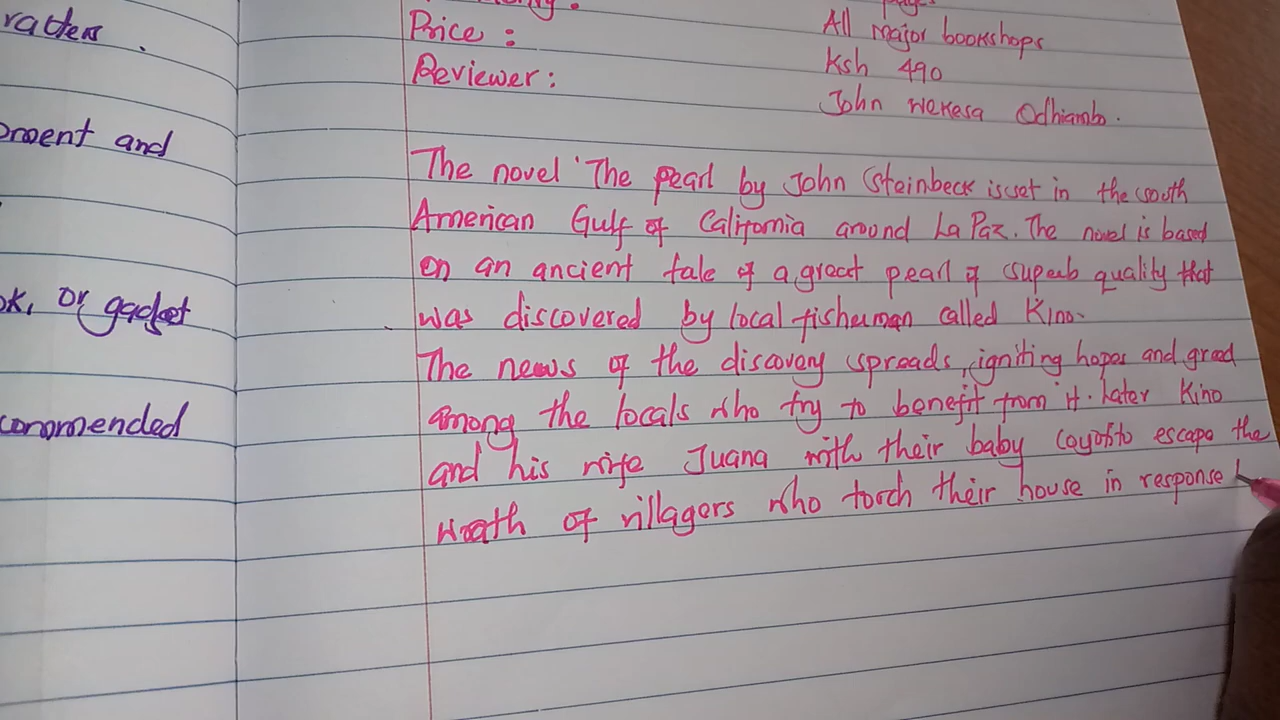 racters.
oment and
ok, or gadget
commended
Price :
Reviewer :
All major bookshops
Ksh 490
John Wekesa Odhiambo.
The novel 'The pearl by John Steinbeck is set in the south
American Gulf of California around La Paz. The novel is based
on an ancient tale of a great pearl of superb quality that
was discovered by local fisherman called Kino.
The news of the discovery spreads, igniting hopes and greed
among the locals who try to benefit from it. Later Kino
and his wife Juana with their baby Coyotito escape the
wrath of villagers who torch their house in response